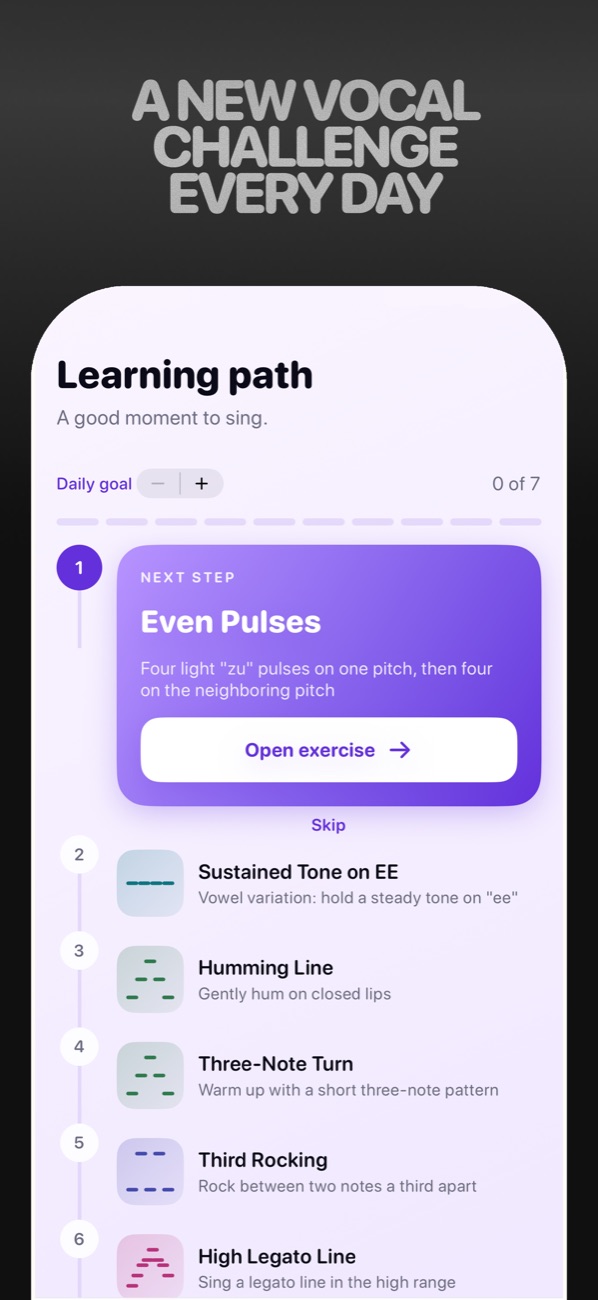 A NEW VOCAL
CHALLENGE
EVERY DAY
Learning path
A good moment to sing.
Daily goal − +
0 of 7
1
NEXT STEP
Even Pulses
Four light "zu" pulses on one pitch, then four
on the neighboring pitch
Open exercise →
Skip
2
Sustained Tone on EE
Vowel variation: hold a steady tone on "ee"
3
Humming Line
Gently hum on closed lips
4
Three-Note Turn
Warm up with a short three-note pattern
5
Third Rocking
Rock between two notes a third apart
6
High Legato Line
Sing a legato line in the high range